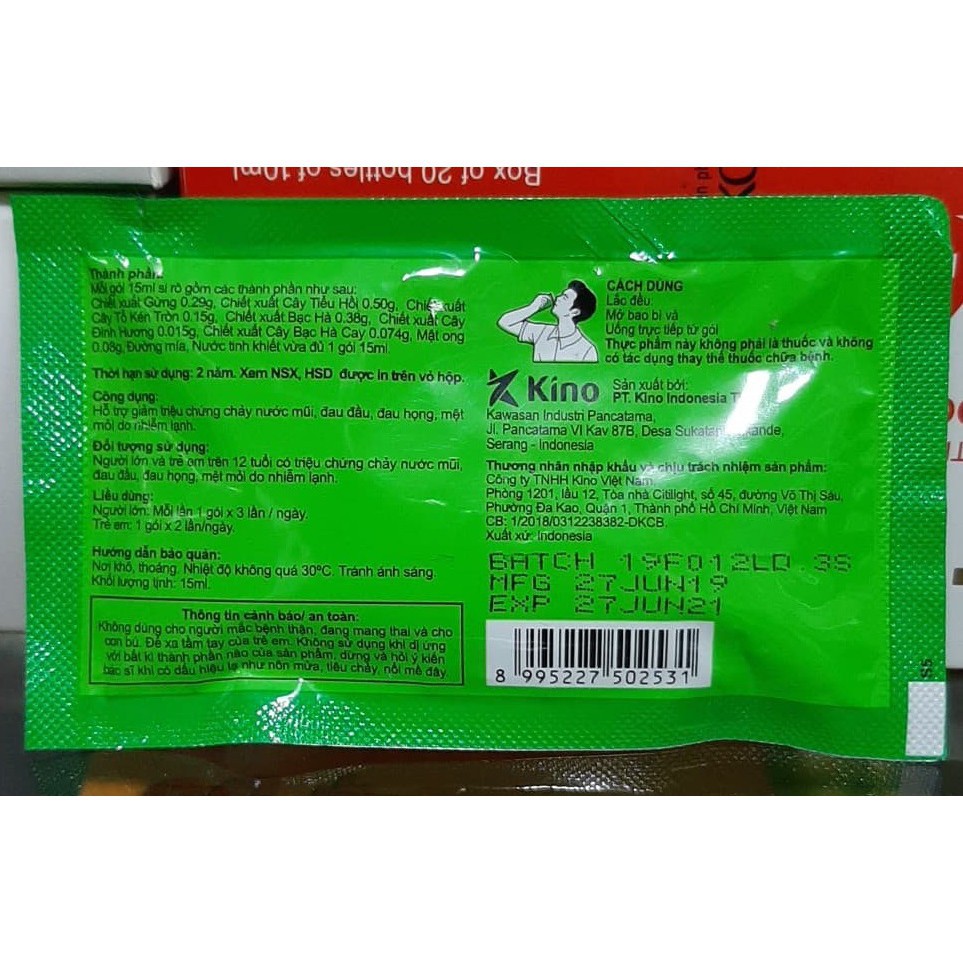 Box of 20 bottles of 10ml
Thành phần:
Mỗi gói 15ml si rô gồm các thành phần như sau:
Chiết xuất Gừng 0.29g, Chiết xuất Cây Tiểu Hồi 0.50g, Chiết xuất
Cây Tô Kén Tròn 0.15g, Chiết xuất Bạc Hà 0.38g, Chiết xuất Cây
Đinh Hương 0.015g, Chiết xuất Cây Bạc Hà Cay 0.074g, Mật ong
0.08g, Đường mía, Nước tinh khiết vừa đủ 1 gói 15ml.
Thời hạn sử dụng: 2 năm. Xem NSX, HSD được in trên vỏ hộp.
Công dụng:
Hỗ trợ giảm triệu chứng chảy nước mũi, đau đầu, đau họng, mệt
mỏi do nhiễm lạnh.
Đối tượng sử dụng:
Người lớn và trẻ em trên 12 tuổi có triệu chứng chảy nước mũi,
đau đầu, đau họng, mệt mỏi do nhiễm lạnh.
Liều dùng:
Người lớn: Mỗi lần 1 gói x 3 lần / ngày.
Trẻ em: 1 gói x 2 lần/ngày.
Hướng dẫn bảo quản:
Nơi khô, thoáng. Nhiệt độ không quá 30ºC. Tránh ánh sáng.
Khối lượng tịnh: 15ml.
Thông tin cảnh báo/ an toàn:
Không dùng cho người mắc bệnh thận, đang mang thai và cho
con bú. Để xa tầm tay của trẻ em. Không sử dụng khi dị ứng
với bất kì thành phần nào của sản phẩm, dừng và hỏi ý kiến
bác sĩ khi có dấu hiệu lạ như nôn mửa, tiêu chảy, nổi mề đay.
CÁCH DÙNG
Lắc đều:
Mở bao bì và
Uống trực tiếp từ gói
Thực phẩm này không phải là thuốc và không
có tác dụng thay thế thuốc chữa bệnh.
Kino
Sản xuất bởi:
PT. Kino Indonesia
Kawasan Industri Pancatama,
Jl. Pancatama VI Kav 87B, Desa
Serang - Indonesia
Thương nhân nhập khẩu và chịu trách nhiệm sản phẩm:
Công ty TNHH Kino Việt Nam.
Phòng 1201, lầu 12, Tòa nhà Citilight, số 45, đường Võ Thị Sáu,
Phường Đa Kao, Quận 1, Thành phố Hồ Chí Minh, Việt Nam
CB: 1/2018/0312238382-DKCB.
Xuất xứ: Indonesia
BATCH 19F012LD.3S
MFG 27JUN19
EXP 27JUN21
8 995227 502531